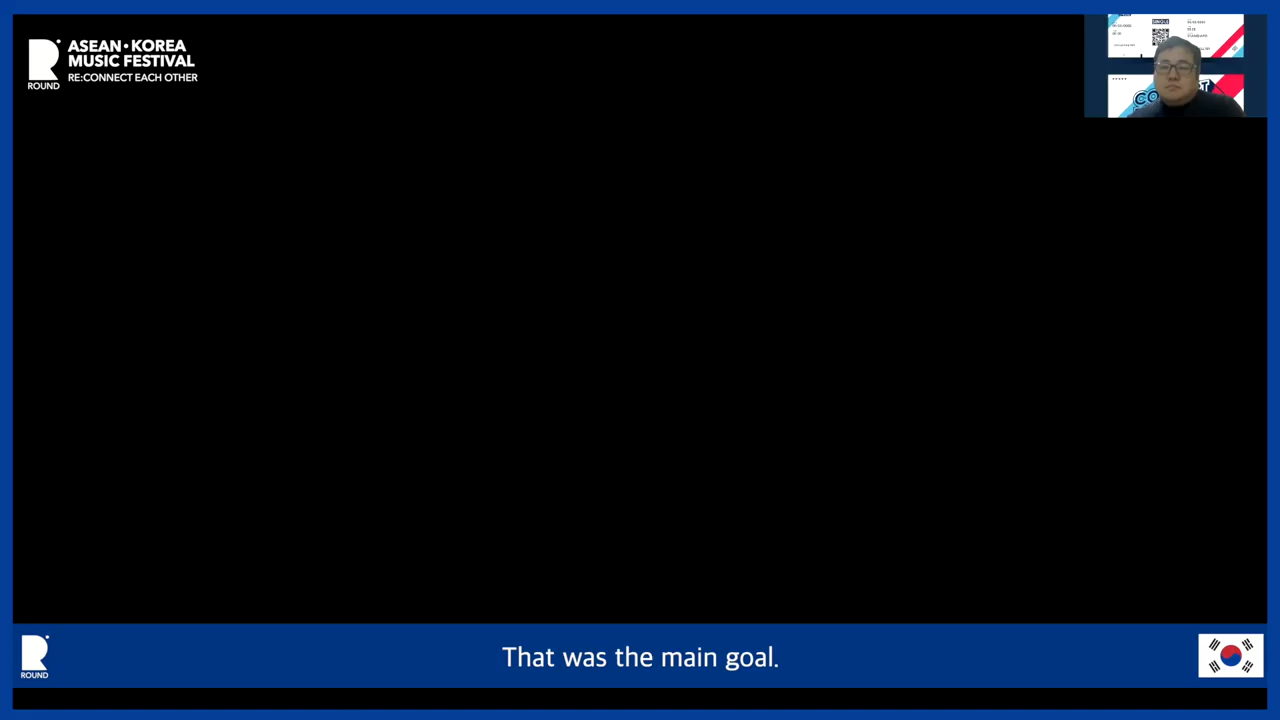 R
ROUND
ASEAN · KOREA
MUSIC FESTIVAL
RE:CONNECT EACH OTHER
R
ROUND
That was the main goal.